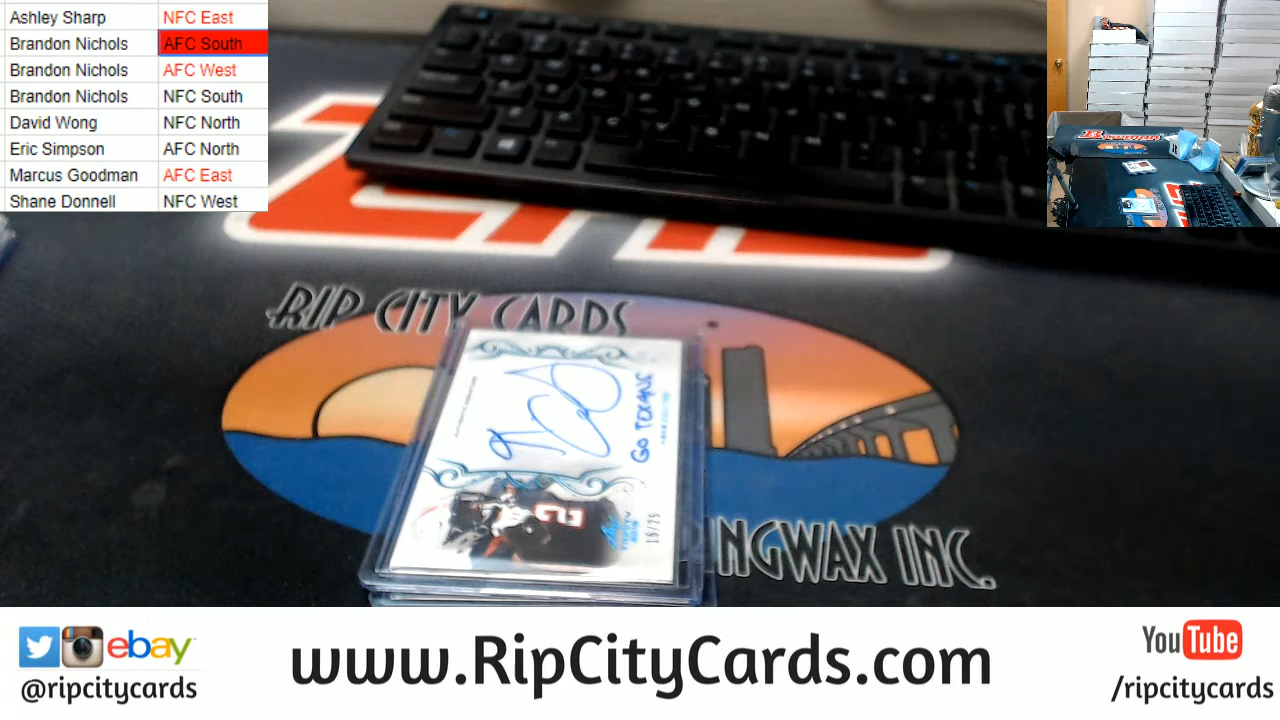 Ashley Sharp NFC East
Brandon Nichols AFC South
Brandon Nichols AFC West
Brandon Nichols NFC South
David Wong NFC North
Eric Simpson AFC North
Marcus Goodman AFC East
Shane Donnell NFC West
RIP CITY CARDS
GO TEXANS
2
15/25
NGWAX INC.
ebay
@ripcitycards
www.RipCityCards.com
YouTube
/ripcitycards